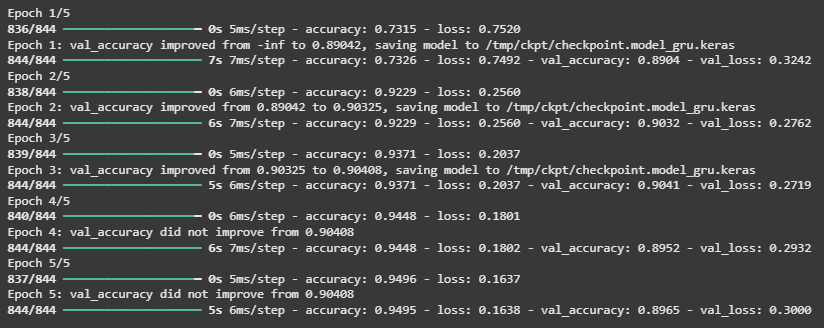 Epoch 1/5
836/844 ━━━━━━━━━━━━━━━━━━━━ 0s 5ms/step - accuracy: 0.7315 - loss: 0.7520
Epoch 1: val_accuracy improved from -inf to 0.89042, saving model to /tmp/ckpt/checkpoint.model_gru.keras
844/844 ━━━━━━━━━━━━━━━━━━━━ 7s 7ms/step - accuracy: 0.7326 - loss: 0.7492 - val_accuracy: 0.8904 - val_loss: 0.3242
Epoch 2/5
838/844 ━━━━━━━━━━━━━━━━━━━━ 0s 6ms/step - accuracy: 0.9229 - loss: 0.2560
Epoch 2: val_accuracy improved from 0.89042 to 0.90325, saving model to /tmp/ckpt/checkpoint.model_gru.keras
844/844 ━━━━━━━━━━━━━━━━━━━━ 6s 7ms/step - accuracy: 0.9229 - loss: 0.2560 - val_accuracy: 0.9032 - val_loss: 0.2762
Epoch 3/5
839/844 ━━━━━━━━━━━━━━━━━━━━ 0s 5ms/step - accuracy: 0.9371 - loss: 0.2037
Epoch 3: val_accuracy improved from 0.90325 to 0.90408, saving model to /tmp/ckpt/checkpoint.model_gru.keras
844/844 ━━━━━━━━━━━━━━━━━━━━ 5s 6ms/step - accuracy: 0.9371 - loss: 0.2037 - val_accuracy: 0.9041 - val_loss: 0.2719
Epoch 4/5
840/844 ━━━━━━━━━━━━━━━━━━━━ 0s 6ms/step - accuracy: 0.9448 - loss: 0.1801
Epoch 4: val_accuracy did not improve from 0.90408
844/844 ━━━━━━━━━━━━━━━━━━━━ 6s 7ms/step - accuracy: 0.9448 - loss: 0.1802 - val_accuracy: 0.8952 - val_loss: 0.2932
Epoch 5/5
837/844 ━━━━━━━━━━━━━━━━━━━━ 0s 5ms/step - accuracy: 0.9496 - loss: 0.1637
Epoch 5: val_accuracy did not improve from 0.90408
844/844 ━━━━━━━━━━━━━━━━━━━━ 5s 6ms/step - accuracy: 0.9495 - loss: 0.1638 - val_accuracy: 0.8965 - val_loss: 0.3000